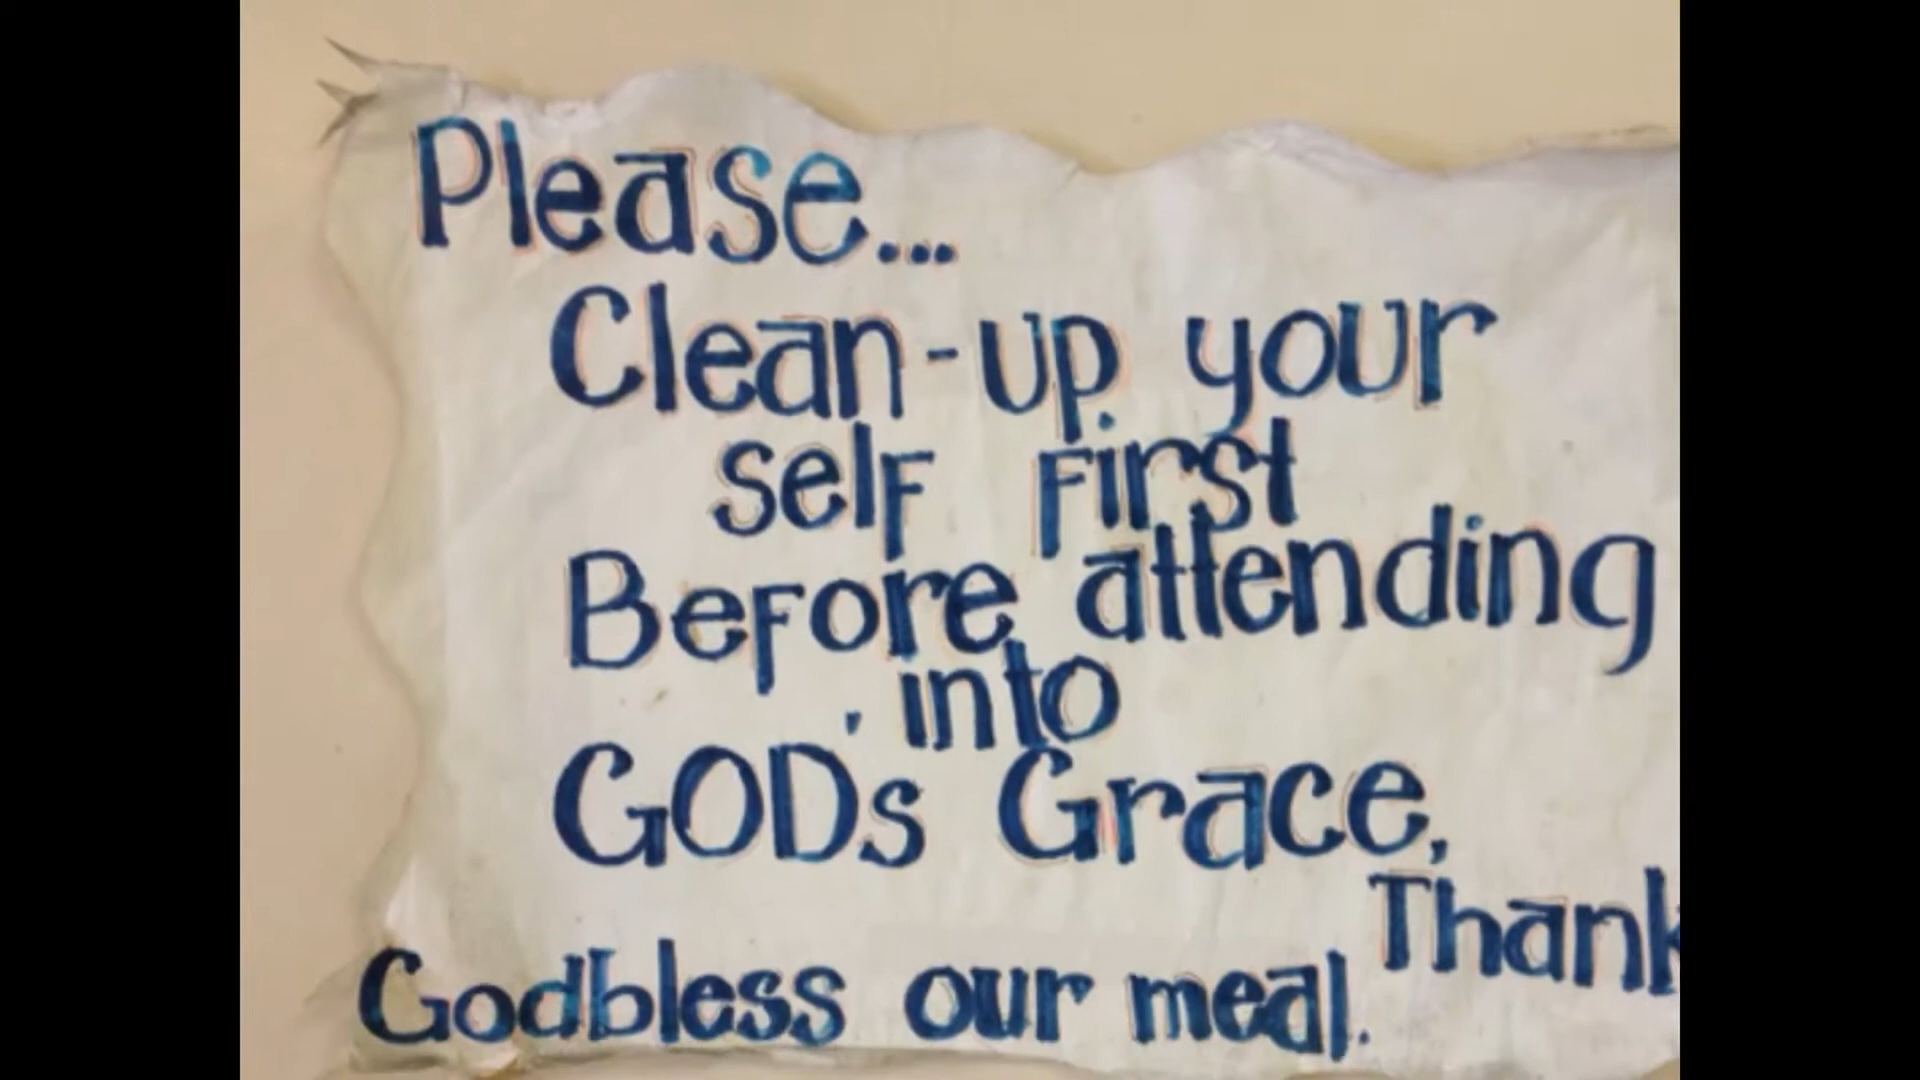 Please...
Clean-up your
self first
Before attending
into
GODs Grace,
Thank
Godbless our meal.